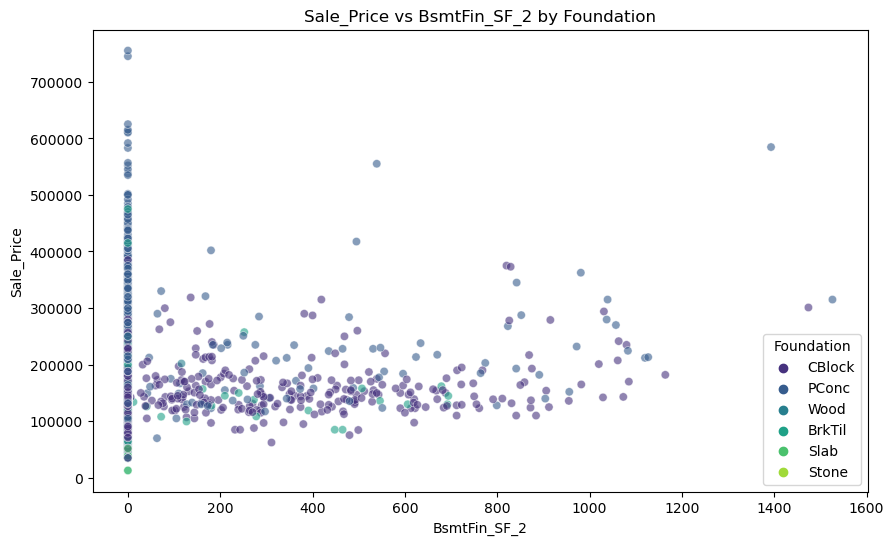 Sale_Price vs BsmtFin_SF_2 by Foundation
Sale_Price
700000
600000
500000
400000
300000
200000
100000
0
Foundation
CBlock
PConc
Wood
BrkTil
Slab
Stone
0 200 400 600 800 1000 1200 1400 1600
BsmtFin_SF_2